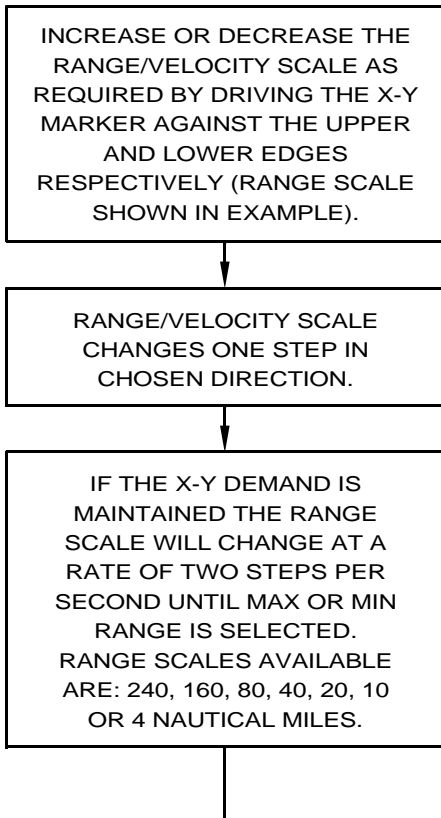 INCREASE OR DECREASE THE
RANGE/VELOCITY SCALE AS
REQUIRED BY DRIVING THE X-Y
MARKER AGAINST THE UPPER
AND LOWER EDGES
RESPECTIVELY (RANGE SCALE
SHOWN IN EXAMPLE).
RANGE/VELOCITY SCALE
CHANGES ONE STEP IN
CHOSEN DIRECTION.
IF THE X-Y DEMAND IS
MAINTAINED THE RANGE
SCALE WILL CHANGE AT A
RATE OF TWO STEPS PER
SECOND UNTIL MAX OR MIN
RANGE IS SELECTED.
RANGE SCALES AVAILABLE
ARE: 240, 160, 80, 40, 20, 10
OR 4 NAUTICAL MILES.